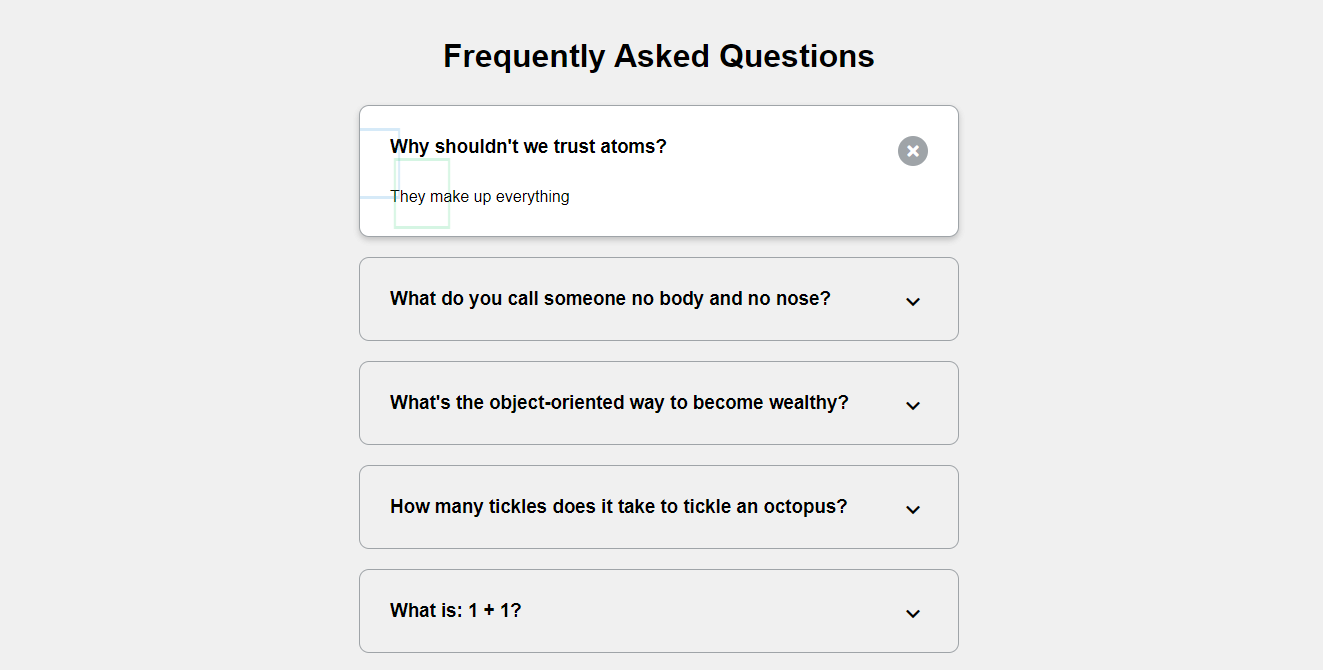 Frequently Asked Questions
Why shouldn't we trust atoms?
They make up everything
What do you call someone no body and no nose?
What's the object-oriented way to become wealthy?
How many tickles does it take to tickle an octopus?
What is: 1 + 1?